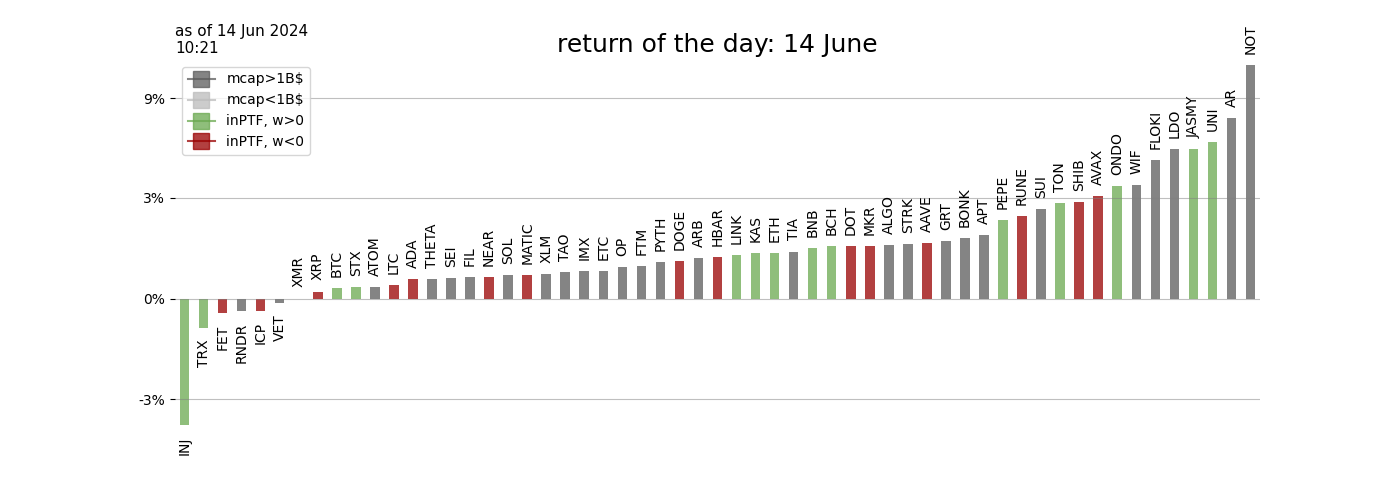 as of 14 Jun 2024
10:21
return of the day: 14 June
mcap>1B$
mcap<1B$
inPTF, w>0
inPTF, w<0
9%
3%
0%
-3%
INJ
TRX
FET
RNDR
ICP
VET
XMR
XRP
BTC
STX
ATOM
LTC
ADA
THETA
SEI
FIL
NEAR
SOL
MATIC
XLM
TAO
IMX
ETC
OP
FTM
PYTH
DOGE
ARB
HBAR
LINK
KAS
ETH
TIA
BNB
BCH
DOT
MKR
ALGO
STRK
AAVE
GRT
BONK
APT
PEPE
RUNE
SUI
TON
SHIB
AVAX
ONDO
WIF
FLOKI
LDO
JASMY
UNI
AR
NOT